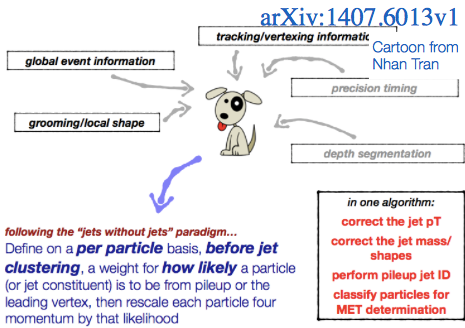 arXiv:1407.6013v1
tracking/vertexing informatio
Cartoon from
Nhan Tran
global event information
precision timing
grooming/local shape
depth segmentation
following the "jets without jets" paradigm...
Define on a per particle basis, before jet
clustering, a weight for how likely a particle
(or jet constituent) is to be from pileup or the
leading vertex, then rescale each particle four
momentum by that likelihood
in one algorithm:
correct the jet pT
correct the jet mass/
shapes
perform pileup jet ID
classify particles for
MET determination